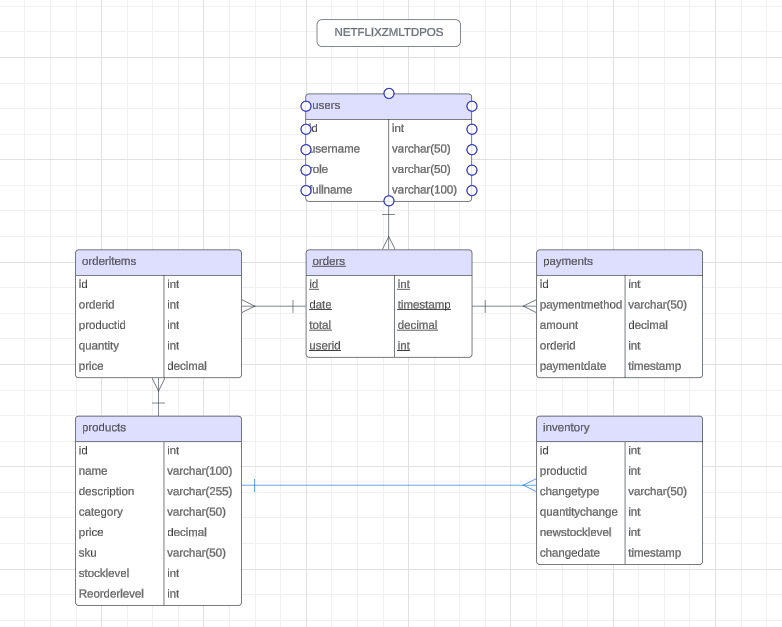 NETFLIXZMLTDPOS
users
id int
username varchar(50)
role varchar(50)
fullname varchar(100)
orderitems
id int
orderid int
productid int
quantity int
price decimal
orders
id int
date timestamp
total decimal
userid int
payments
id int
paymentmethod varchar(50)
amount decimal
orderid int
paymentdate timestamp
products
id int
name varchar(100)
description varchar(255)
category varchar(50)
price decimal
sku varchar(50)
stocklevel int
Reorderlevel int
inventory
id int
productid int
changetype varchar(50)
quantitychange int
newstocklevel int
changedate timestamp